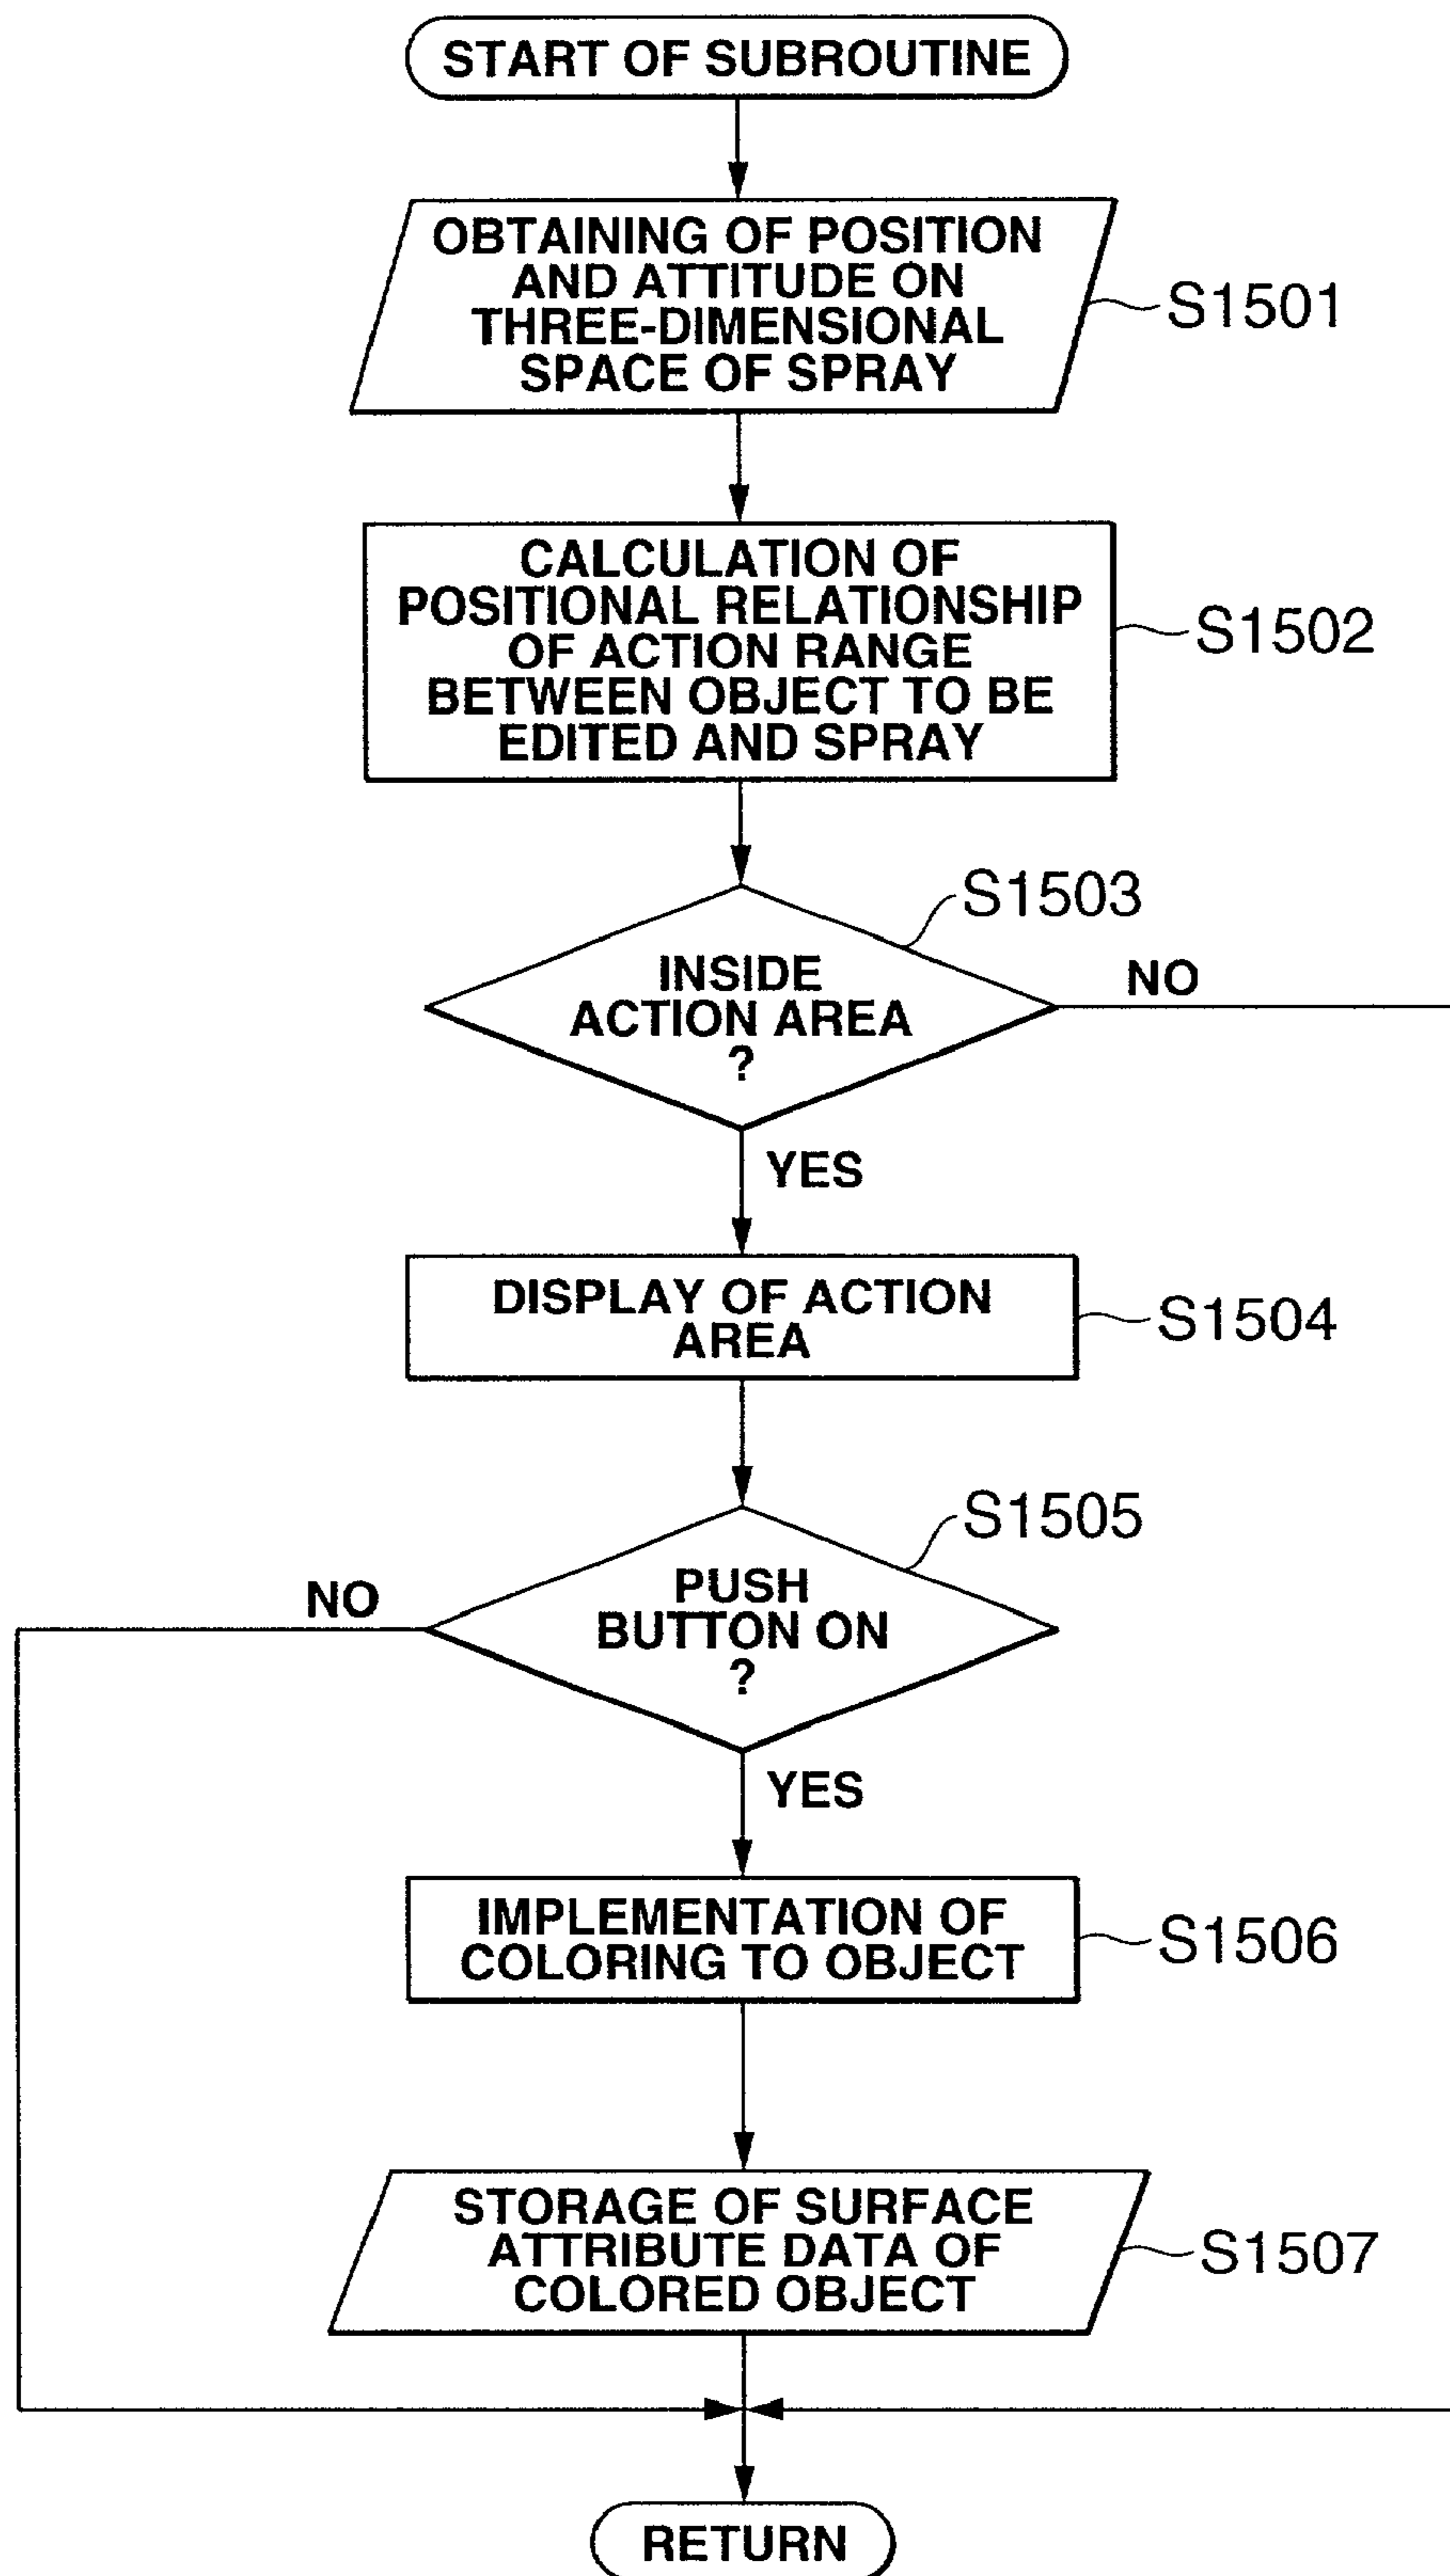 START OF SUBROUTINE
OBTAINING OF POSITION
AND ATTITUDE ON
THREE-DIMENSIONAL
SPACE OF SPRAY
S1501
CALCULATION OF
POSITIONAL RELATIONSHIP
OF ACTION RANGE
BETWEEN OBJECT TO BE
EDITED AND SPRAY
S1502
S1503
INSIDE
ACTION AREA
?
NO
YES
DISPLAY OF ACTION
AREA
S1504
S1505
PUSH
BUTTON ON
?
NO
YES
IMPLEMENTATION OF
COLORING TO OBJECT
S1506
STORAGE OF SURFACE
ATTRIBUTE DATA OF
COLORED OBJECT
S1507
RETURN